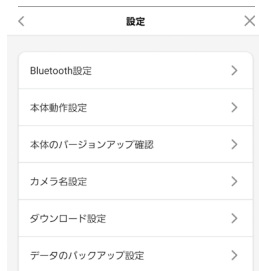 設定
Bluetooth設定
本体動作設定
本体のバージョンアップ確認
カメラ名設定
ダウンロード設定
データのバックアップ設定